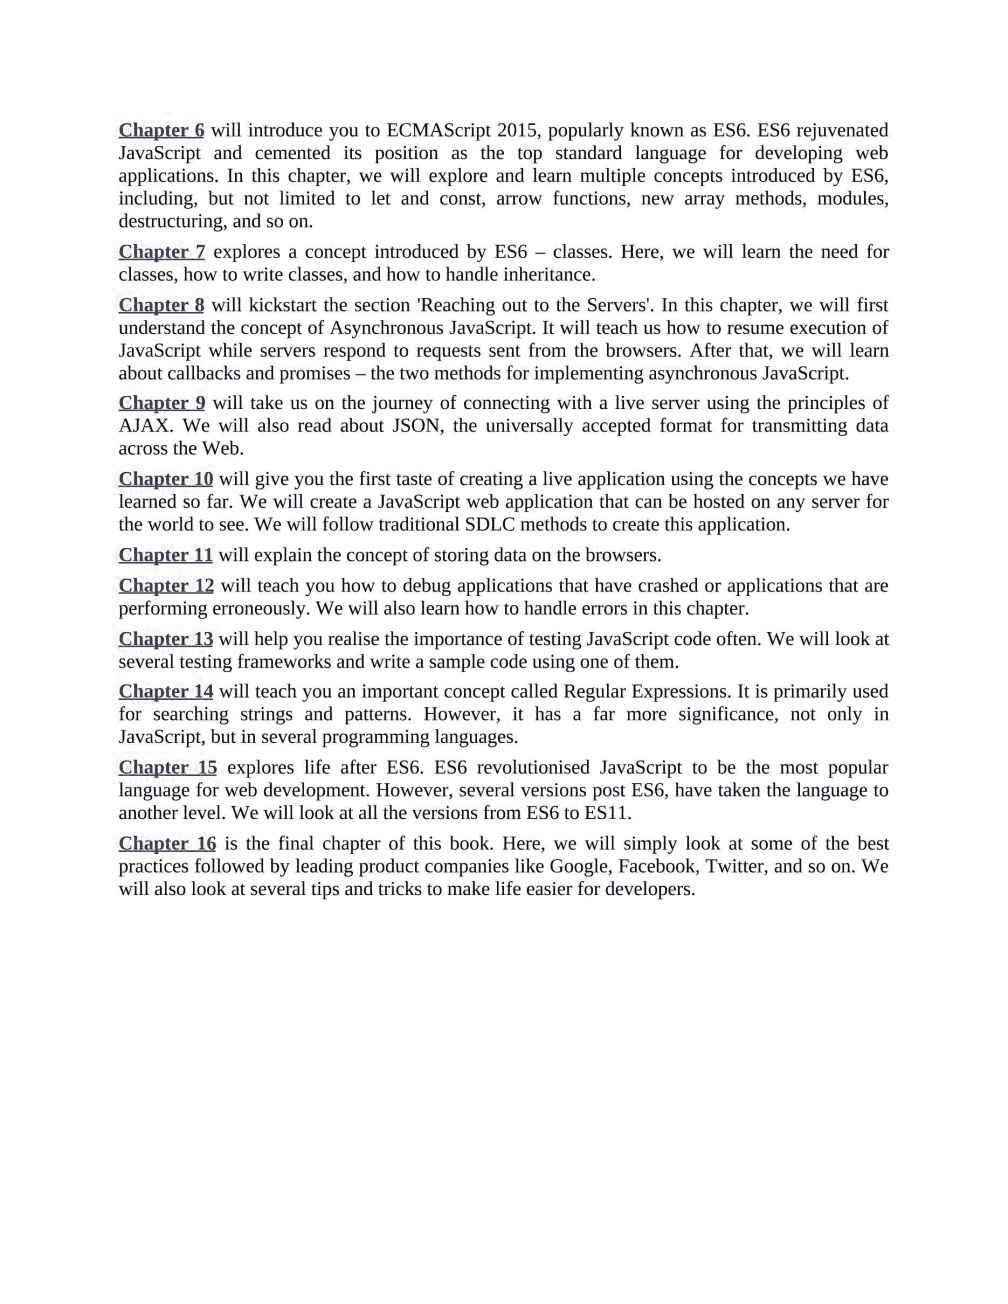 Chapter 6 will introduce you to ECMAScript 2015, popularly known as ES6. ES6 rejuvenated
JavaScript and cemented its position as the top standard language for developing web
applications. In this chapter, we will explore and learn multiple concepts introduced by ES6,
including, but not limited to let and const, arrow functions, new array methods, modules,
destructuring, and so on.
Chapter 7 explores a concept introduced by ES6 – classes. Here, we will learn the need for
classes, how to write classes, and how to handle inheritance.
Chapter 8 will kickstart the section 'Reaching out to the Servers'. In this chapter, we will first
understand the concept of Asynchronous JavaScript. It will teach us how to resume execution of
JavaScript while servers respond to requests sent from the browsers. After that, we will learn
about callbacks and promises – the two methods for implementing asynchronous JavaScript.
Chapter 9 will take us on the journey of connecting with a live server using the principles of
AJAX. We will also read about JSON, the universally accepted format for transmitting data
across the Web.
Chapter 10 will give you the first taste of creating a live application using the concepts we have
learned so far. We will create a JavaScript web application that can be hosted on any server for
the world to see. We will follow traditional SDLC methods to create this application.
Chapter 11 will explain the concept of storing data on the browsers.
Chapter 12 will teach you how to debug applications that have crashed or applications that are
performing erroneously. We will also learn how to handle errors in this chapter.
Chapter 13 will help you realise the importance of testing JavaScript code often. We will look at
several testing frameworks and write a sample code using one of them.
Chapter 14 will teach you an important concept called Regular Expressions. It is primarily used
for searching strings and patterns. However, it has a far more significance, not only in
JavaScript, but in several programming languages.
Chapter 15 explores life after ES6. ES6 revolutionised JavaScript to be the most popular
language for web development. However, several versions post ES6, have taken the language to
another level. We will look at all the versions from ES6 to ES11.
Chapter 16 is the final chapter of this book. Here, we will simply look at some of the best
practices followed by leading product companies like Google, Facebook, Twitter, and so on. We
will also look at several tips and tricks to make life easier for developers.